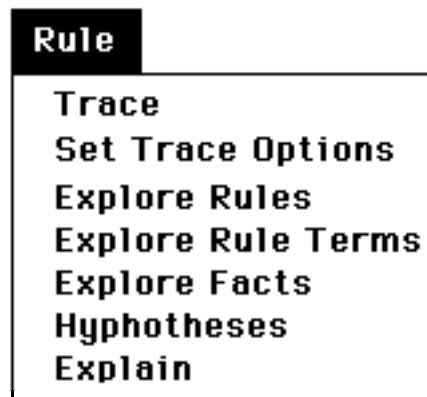 Rule
Trace
Set Trace Options
Explore Rules
Explore Rule Terms
Explore Facts
Hyphotheses
Explain